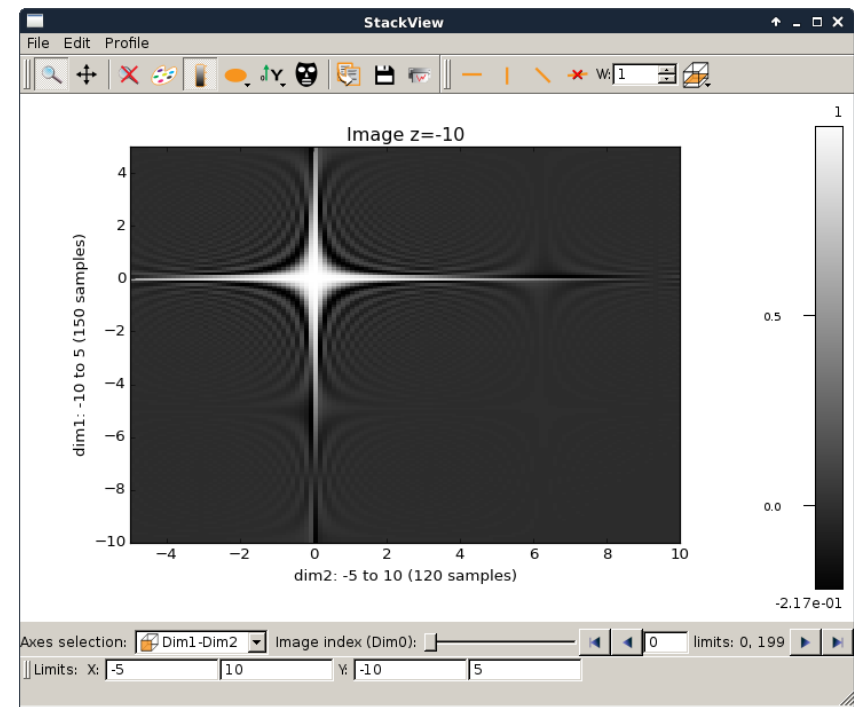 StackView
File Edit Profile
Y
W: 1
Image z=-10
1
0.5
0.0
-2.17e-01
4
2
0
−2
−4
−6
−8
−10
dim1: -10 to 5 (150 samples)
−4 −2 0 2 4 6 8 10
dim2: -5 to 10 (120 samples)
Axes selection: Dim1-Dim2 Image index (Dim0): 0 limits: 0, 199
Limits: X: -5 10 Y: -10 5